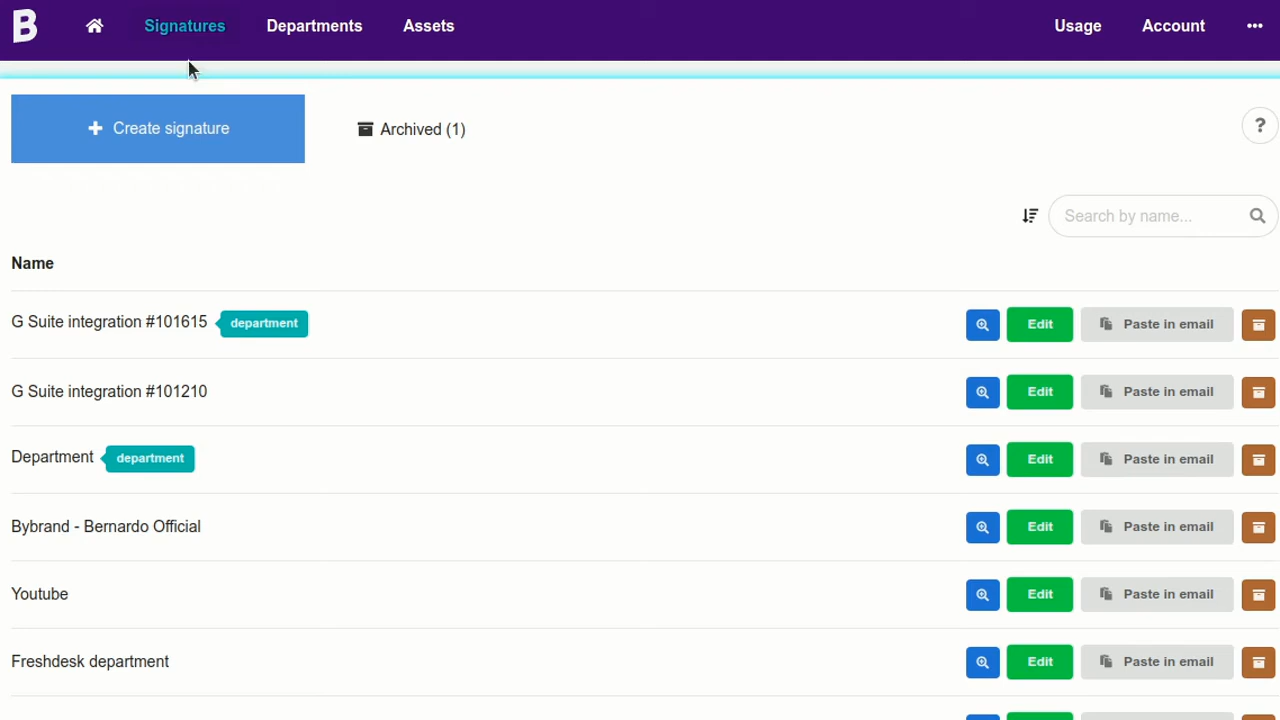 B Signatures Departments Assets Usage Account
Create signature Archived (1) ?
Search by name...
Name
G Suite integration #101615 department Edit Paste in email
G Suite integration #101210 Edit Paste in email
Department department Edit Paste in email
Bybrand - Bernardo Official Edit Paste in email
Youtube Edit Paste in email
Freshdesk department Edit Paste in email